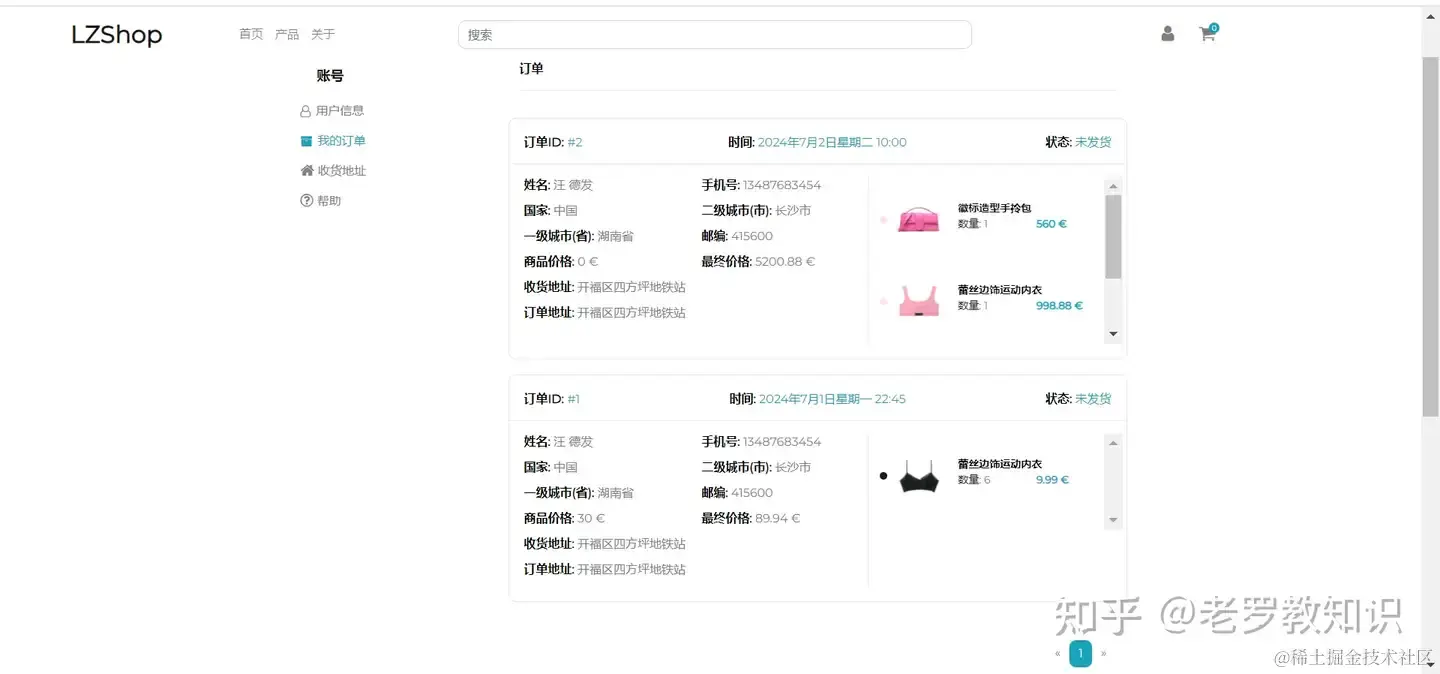 LZShop 首页 产品 关于 搜索 0
账号
用户信息
我的订单
收货地址
帮助
订单
订单ID: #2 时间: 2024年7月2日星期二 10:00 状态: 未发货
姓名: 汪 德发 手机号: 13487683454
国家: 中国 二级城市(市): 长沙市
一级城市(省): 湖南省 邮编: 415600
商品价格: 0 € 最终价格: 5200.88 €
收货地址: 开福区四方坪地铁站
订单地址: 开福区四方坪地铁站
徽标造型手拎包
数量: 1 560 €
蕾丝边饰运动内衣
数量: 1 998.88 €
订单ID: #1 时间: 2024年7月1日星期一 22:45 状态: 未发货
姓名: 汪 德发 手机号: 13487683454
国家: 中国 二级城市(市): 长沙市
一级城市(省): 湖南省 邮编: 415600
商品价格: 30 € 最终价格: 89.94 €
收货地址: 开福区四方坪地铁站
订单地址: 开福区四方坪地铁站
蕾丝边饰运动内衣
数量: 6 9.99 €
知乎 @老罗教知识
« 1 »
@稀土掘金技术社区